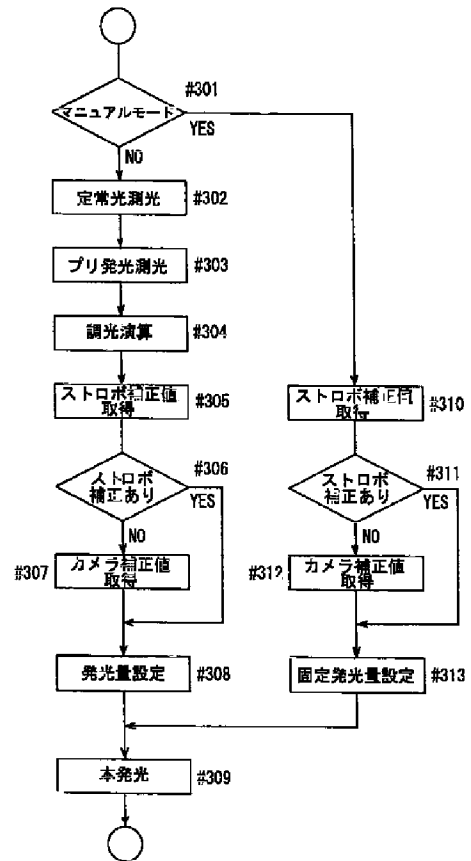 #301
マニュアルモード
YES
NO
定常光測光
#302
プリ発光測光
#303
調光演算
#304
ストロボ補正値
取得
#305
ストロボ補正値
取得
#310
ストロボ
補正あり
#306
YES
NO
ストロボ
補正あり
#311
YES
NO
#307
カメラ補正値
取得
#312
カメラ補正値
取得
発光量設定
#308
固定発光量設定
#313
本発光
#309